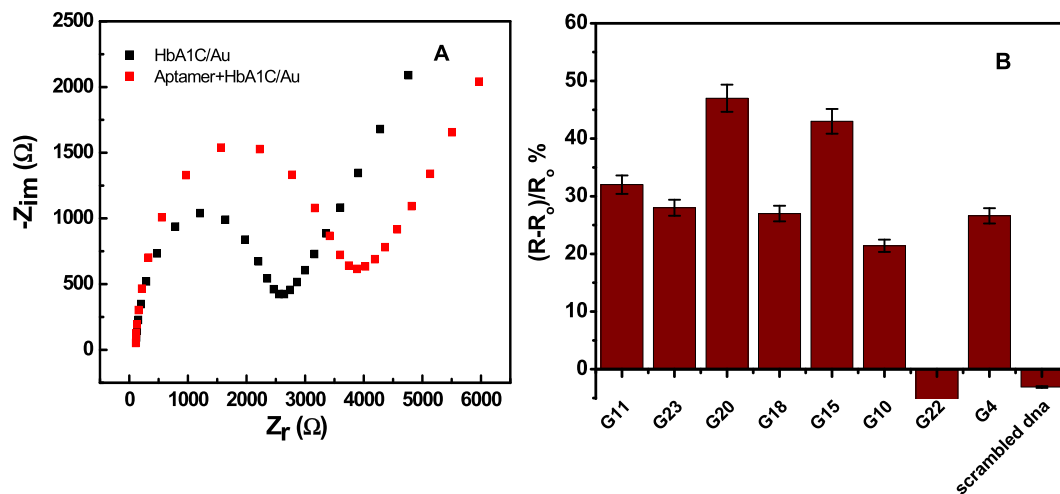 A
HbA1C/Au
Aptamer+HbA1C/Au
2500
2000
1500
1000
500
0
-Zim (Ω)
0 1000 2000 3000 4000 5000 6000
Zr (Ω)
B
60
50
40
30
20
10
0
(R-Ro)/Ro %
G11 G23 G20 G18 G15 G10 G22 G4 scrambled dna